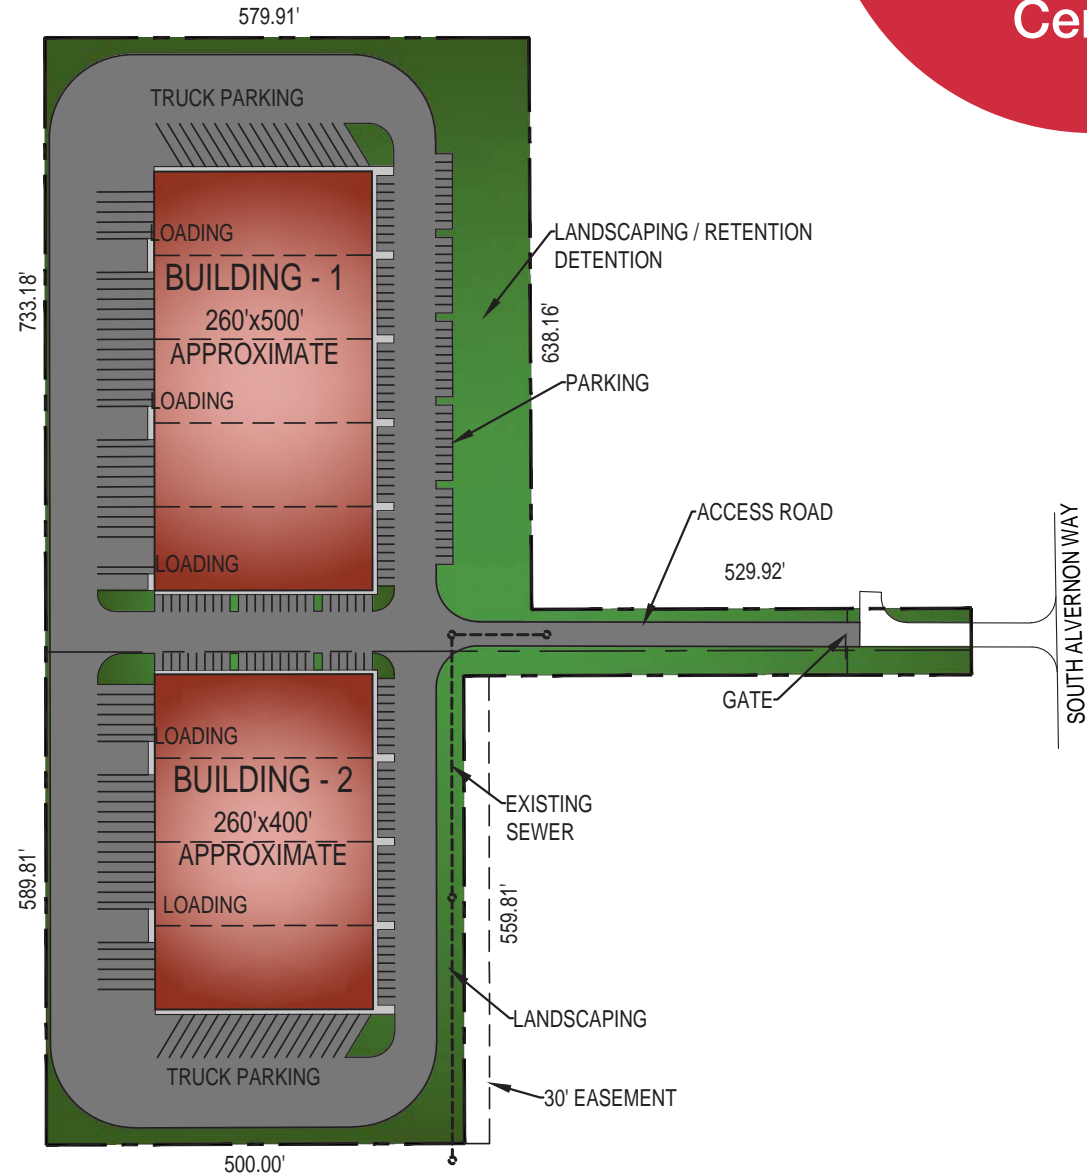 579.91'
Cen
TRUCK PARKING
LOADING
BUILDING - 1
260'x500'
APPROXIMATE
LOADING
LOADING
733.18'
LANDSCAPING / RETENTION
DETENTION
638.16'
PARKING
ACCESS ROAD
529.92'
SOUTH ALVERNON WAY
GATE
LOADING
BUILDING - 2
260'x400'
APPROXIMATE
LOADING
589.81'
EXISTING
SEWER
559.81'
LANDSCAPING
TRUCK PARKING
30' EASEMENT
500.00'